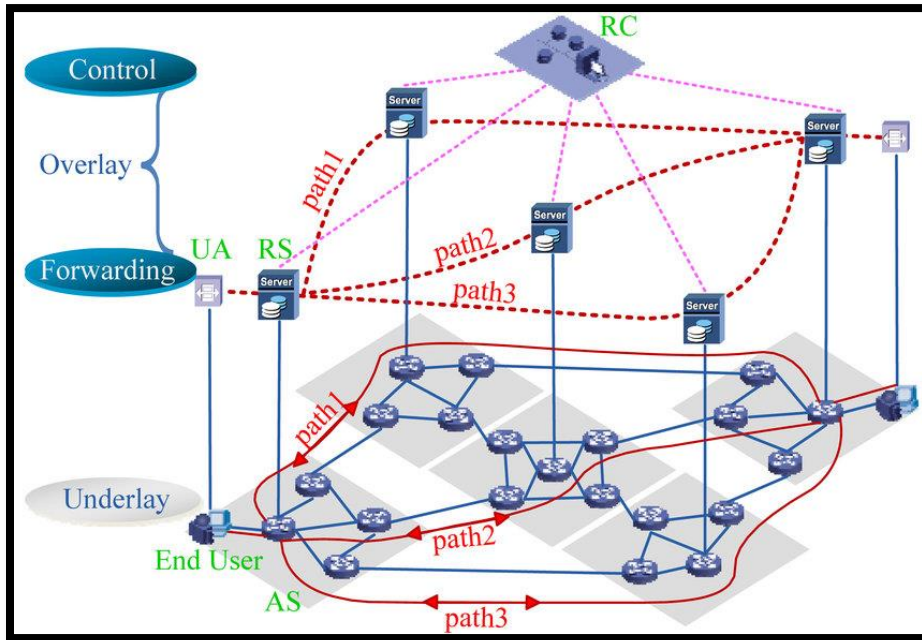 RC
Control
Server
Server
Overlay
path1
Server
UA
RS
path2
Forwarding
Server
path3
Server
path1
Underlay
path2
End User
AS
path3